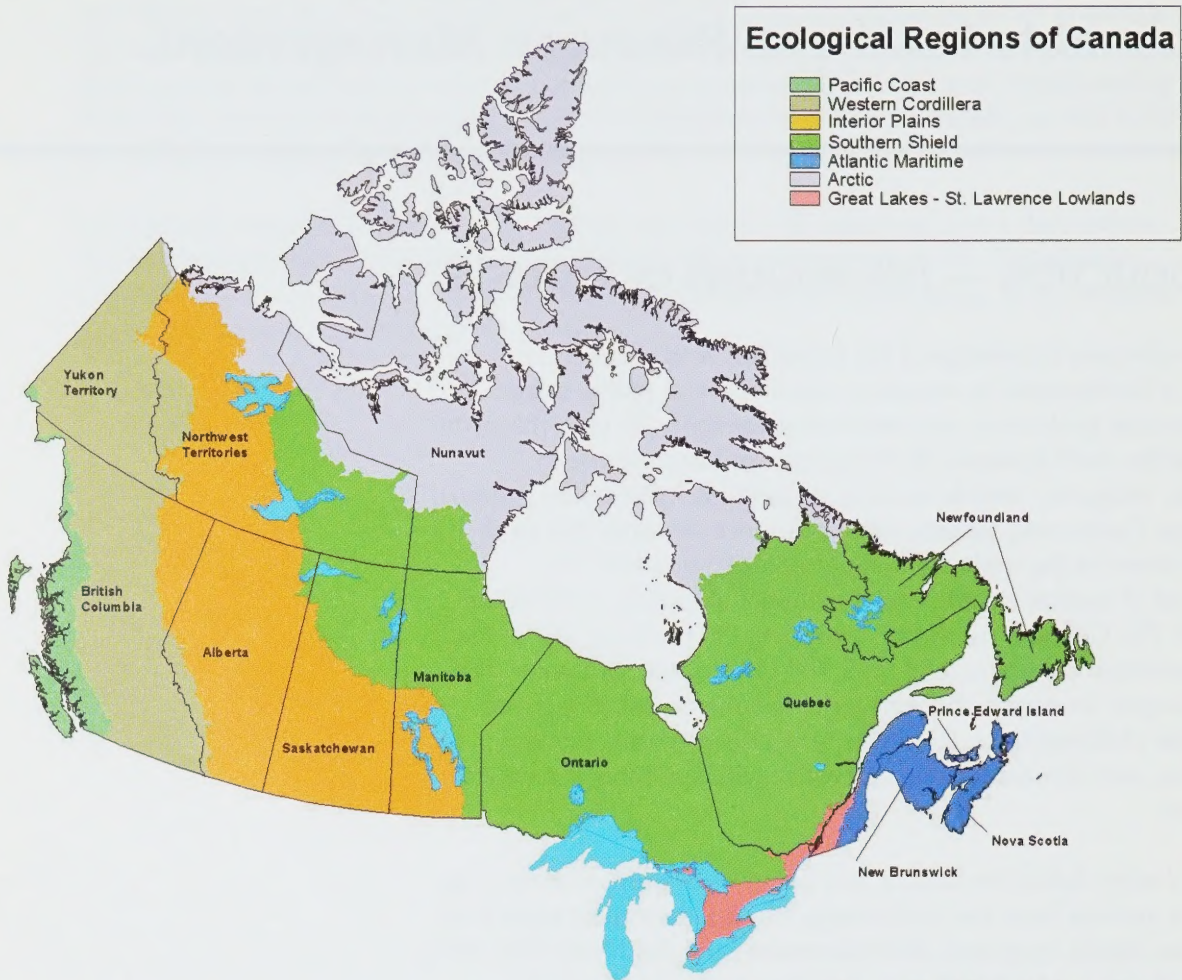 Ecological Regions of Canada
Pacific Coast
Western Cordillera
Interior Plains
Southern Shield
Atlantic Maritime
Arctic
Great Lakes - St. Lawrence Lowlands
Yukon
Territory
Northwest
Territories
Nunavut
Newfoundland
British
Columbia
Alberta
Manitoba
Quebec
Prince Edward Island
Saskatchewan
Ontario
Nova Scotia
New Brunswick